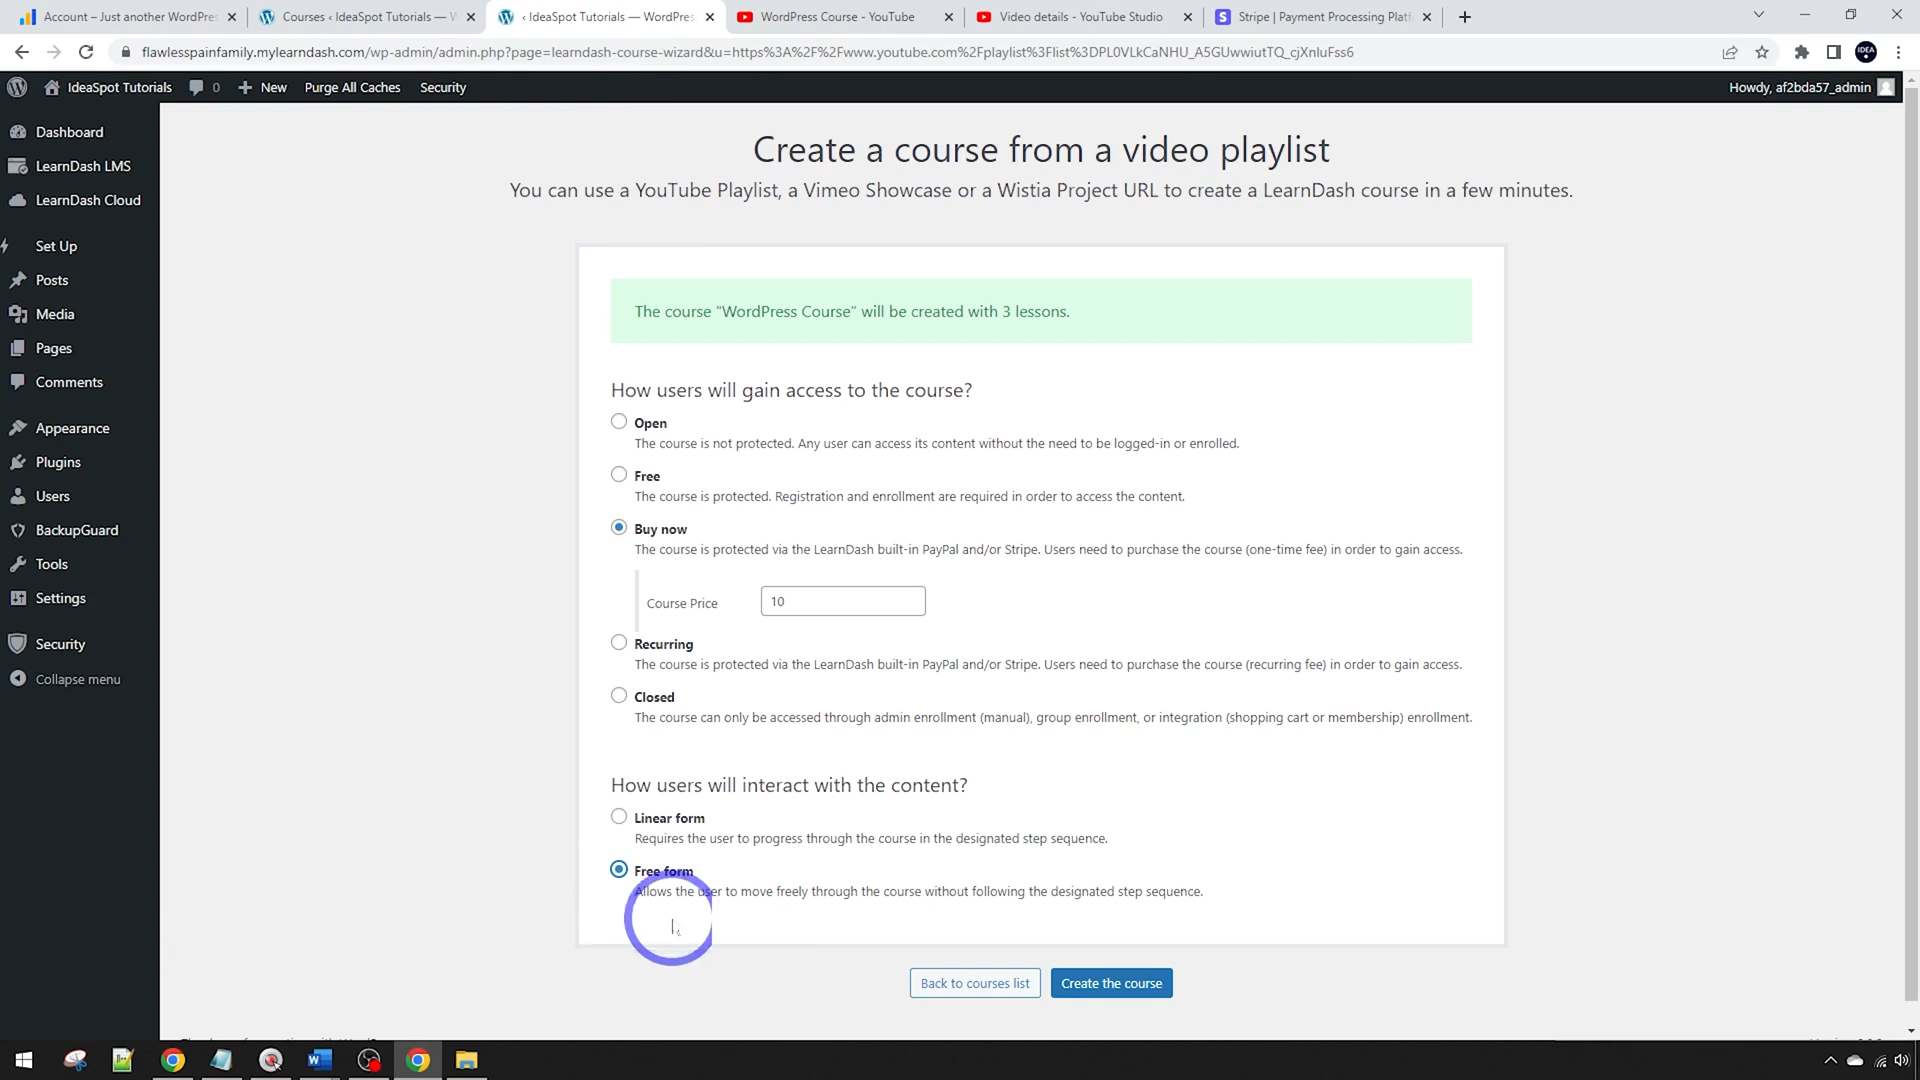 Account – Just another WordPres
Courses ‹ IdeaSpot Tutorials — W
‹ IdeaSpot Tutorials — WordPress
WordPress Course - YouTube
Video details - YouTube Studio
Stripe | Payment Processing Platf
flawlesspainfamily.mylearndash.com/wp-admin/admin.php?page=learndash-course-wizard&u=https%3A%2F%2Fwww.youtube.com%2Fplaylist%3Flist%3DPL0VLkCaNHU_A5GUwwiutTQ_cjXnluFss6
IDEA
IdeaSpot Tutorials
0
New
Purge All Caches
Security
Howdy, af2bda57_admin
Dashboard
LearnDash LMS
LearnDash Cloud
Set Up
Posts
Media
Pages
Comments
Appearance
Plugins
Users
BackupGuard
Tools
Settings
Security
Collapse menu
Create a course from a video playlist
You can use a YouTube Playlist, a Vimeo Showcase or a Wistia Project URL to create a LearnDash course in a few minutes.
The course "WordPress Course" will be created with 3 lessons.
How users will gain access to the course?
Open
The course is not protected. Any user can access its content without the need to be logged-in or enrolled.
Free
The course is protected. Registration and enrollment are required in order to access the content.
Buy now
The course is protected via the LearnDash built-in PayPal and/or Stripe. Users need to purchase the course (one-time fee) in order to gain access.
Course Price
10
Recurring
The course is protected via the LearnDash built-in PayPal and/or Stripe. Users need to purchase the course (recurring fee) in order to gain access.
Closed
The course can only be accessed through admin enrollment (manual), group enrollment, or integration (shopping cart or membership) enrollment.
How users will interact with the content?
Linear form
Requires the user to progress through the course in the designated step sequence.
Free form
Allows the user to move freely through the course without following the designated step sequence.
Back to courses list
Create the course